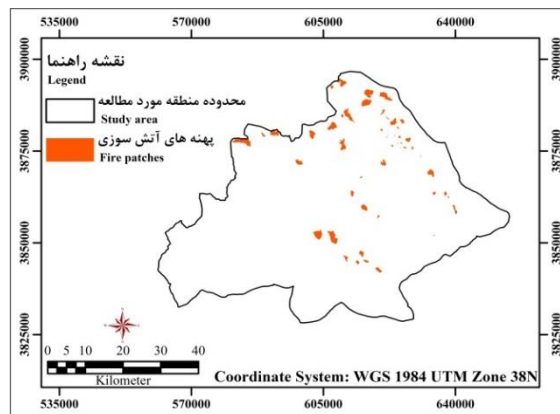 535000 570000 605000 640000
3900000 3900000
نقشه راهنما
Legend
محدوده منطقه مورد مطالعه
Study area
پهنه های آتش سوزی
Fire patches
3875000 3875000
3850000 3850000
3825000 3825000
0 5 10 20 30 40
Kilometer
Coordinate System: WGS 1984 UTM Zone 38N
535000 570000 605000 640000